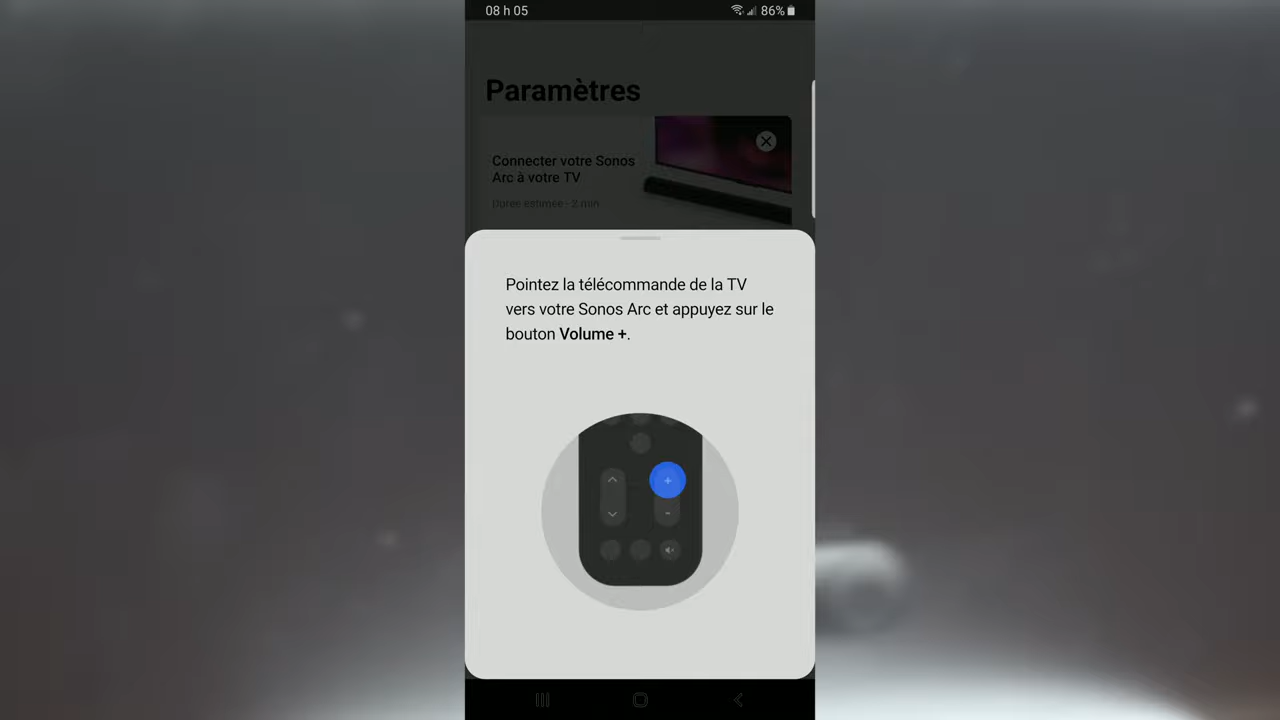 08 h 05
86%
Paramètres
Connecter votre Sonos
Arc à votre TV
Durée estimée - 2 min
Pointez la télécommande de la TV
vers votre Sonos Arc et appuyez sur le
bouton Volume +.
+
-